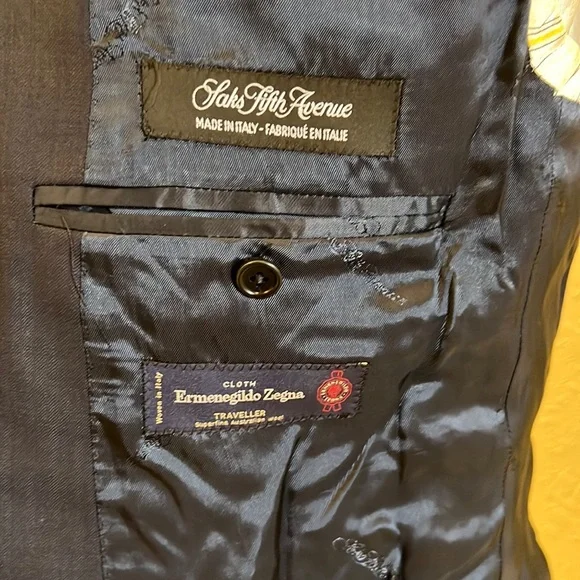 Saks Fifth Avenue
MADE IN ITALY - FABRIQUÉ EN ITALIE
CLOTH
Ermenegildo Zegna
TRAVELLER
Superfine Australian wool
Woven in Italy